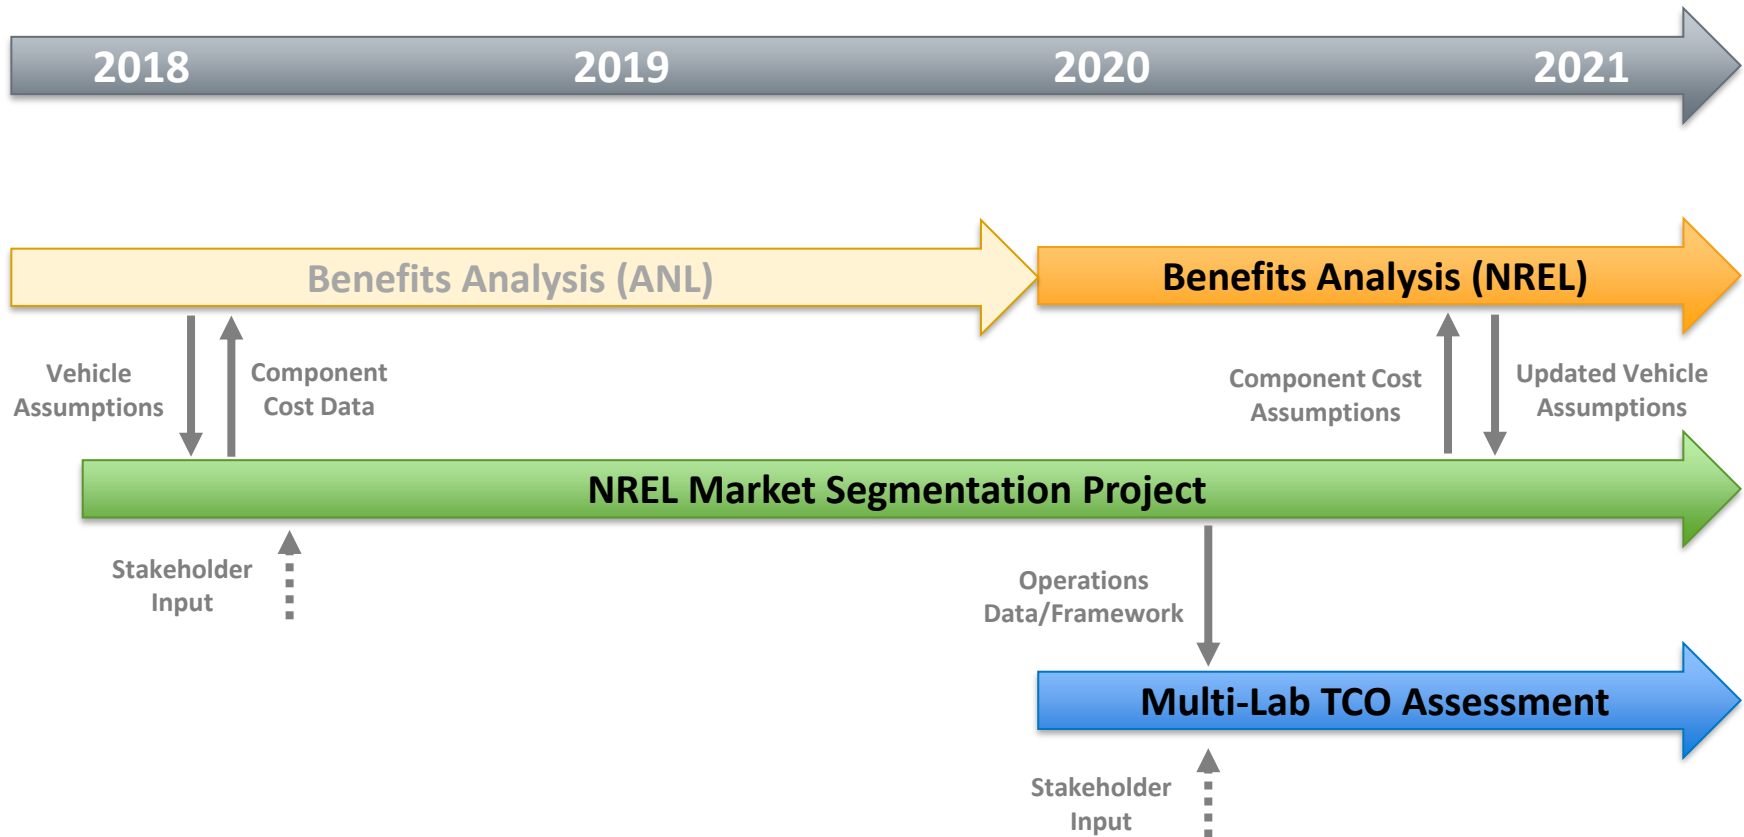 2018 2019 2020 2021
Benefits Analysis (ANL)
Benefits Analysis (NREL)
Vehicle
Assumptions
Component
Cost Data
Component Cost
Assumptions
Updated Vehicle
Assumptions
NREL Market Segmentation Project
Stakeholder
Input
Operations
Data/Framework
Multi-Lab TCO Assessment
Stakeholder
Input